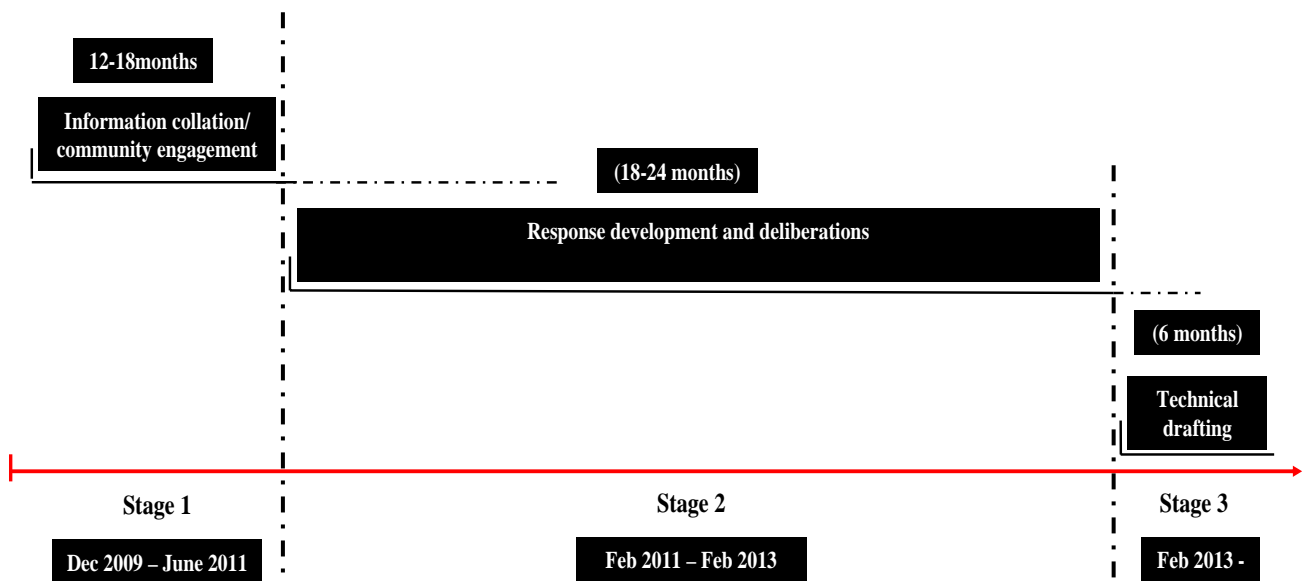 12-18months
Information collation/
community engagement
(18-24 months)
Response development and deliberations
(6 months)
Technical
drafting
Stage 1
Stage 2
Stage 3
Dec 2009 – June 2011
Feb 2011 – Feb 2013
Feb 2013 -